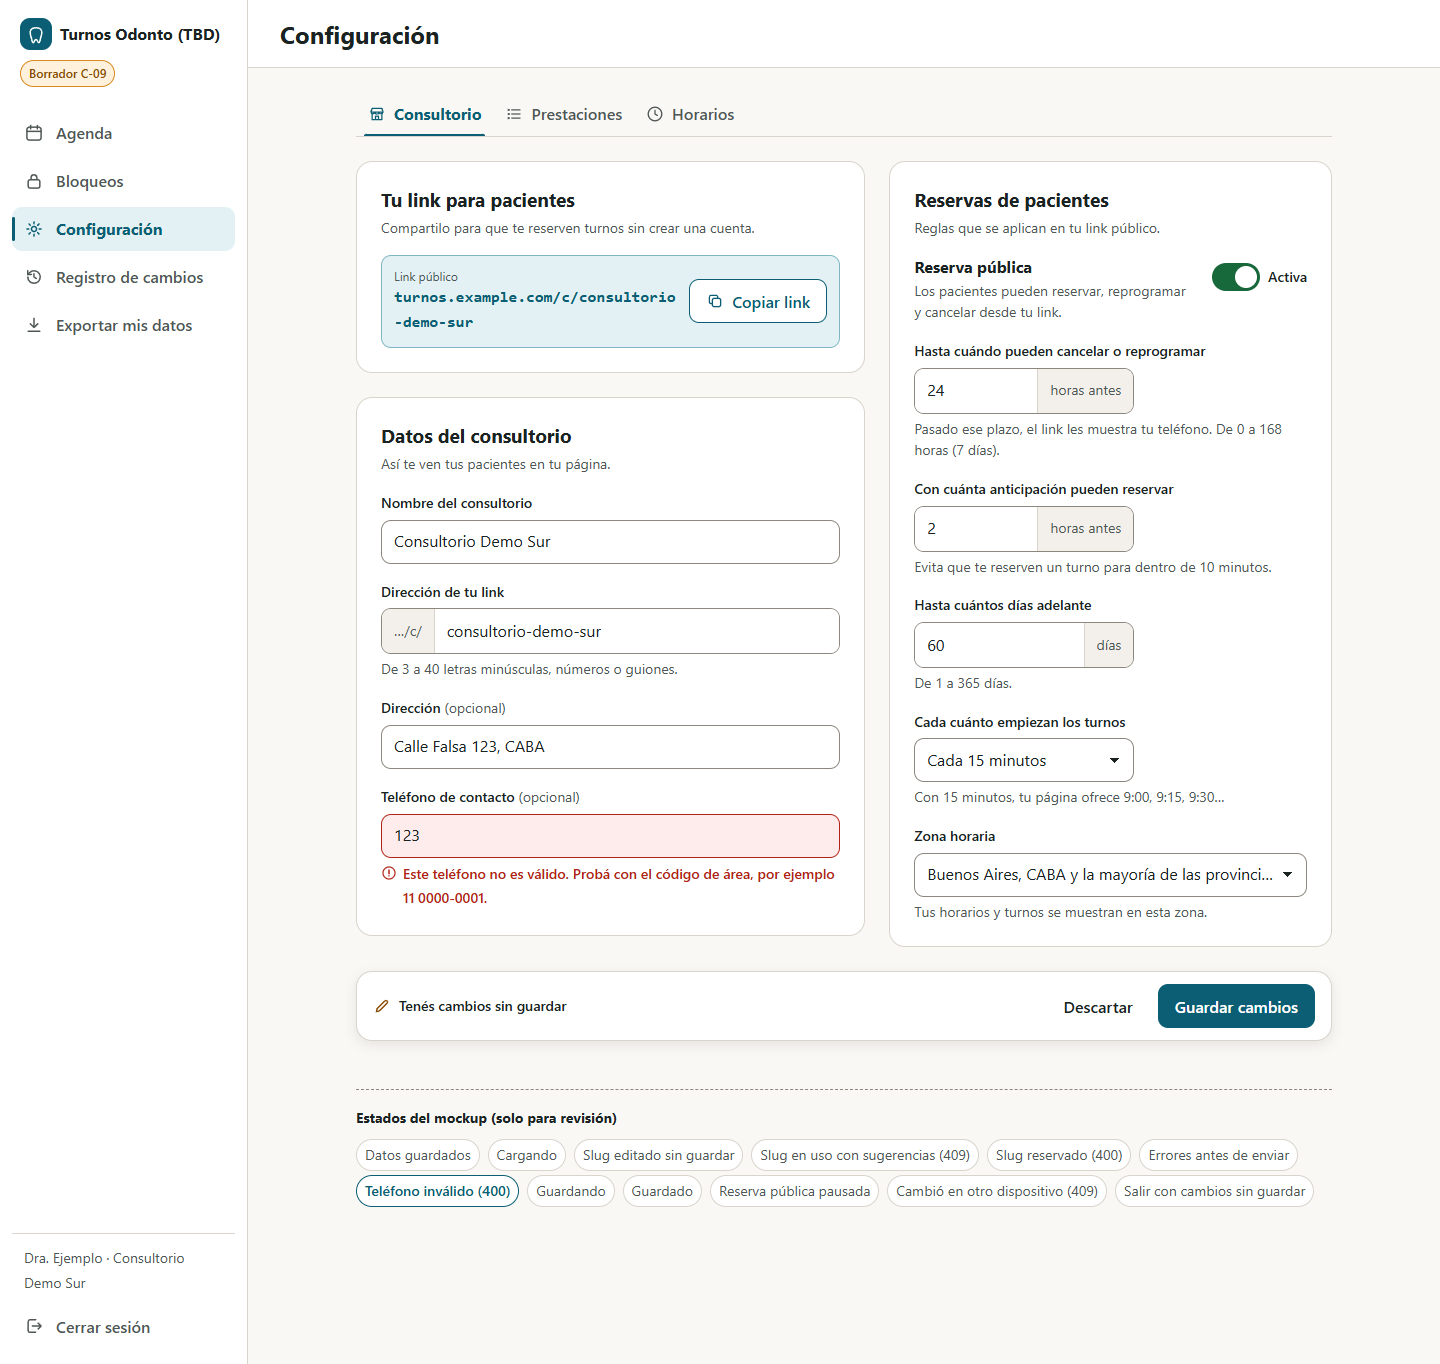 Turnos Odonto (TBD)
Borrador C-09
Agenda
Bloqueos
Configuración
Registro de cambios
Exportar mis datos
Dra. Ejemplo · Consultorio
Demo Sur
Cerrar sesión
Configuración
Consultorio
Prestaciones
Horarios
Tu link para pacientes
Compartilo para que te reserven turnos sin crear una cuenta.
Link público
turnos.example.com/c/consultorio
-demo-sur
Copiar link
Datos del consultorio
Así te ven tus pacientes en tu página.
Nombre del consultorio
Consultorio Demo Sur
Dirección de tu link
.../c/ consultorio-demo-sur
De 3 a 40 letras minúsculas, números o guiones.
Dirección (opcional)
Calle Falsa 123, CABA
Teléfono de contacto (opcional)
123
Este teléfono no es válido. Probá con el código de área, por ejemplo
11 0000-0001.
Reservas de pacientes
Reglas que se aplican en tu link público.
Reserva pública
Los pacientes pueden reservar, reprogramar
y cancelar desde tu link.
Activa
Hasta cuándo pueden cancelar o reprogramar
24 horas antes
Pasado ese plazo, el link les muestra tu teléfono. De 0 a 168
horas (7 días).
Con cuánta anticipación pueden reservar
2 horas antes
Evita que te reserven un turno para dentro de 10 minutos.
Hasta cuántos días adelante
60 días
De 1 a 365 días.
Cada cuánto empiezan los turnos
Cada 15 minutos
Con 15 minutos, tu página ofrece 9:00, 9:15, 9:30...
Zona horaria
Buenos Aires, CABA y la mayoría de las provinci...
Tus horarios y turnos se muestran en esta zona.
Tenés cambios sin guardar
Descartar
Guardar cambios
Estados del mockup (solo para revisión)
Datos guardados
Cargando
Slug editado sin guardar
Slug en uso con sugerencias (409)
Slug reservado (400)
Errores antes de enviar
Teléfono inválido (400)
Guardando
Guardado
Reserva pública pausada
Cambió en otro dispositivo (409)
Salir con cambios sin guardar